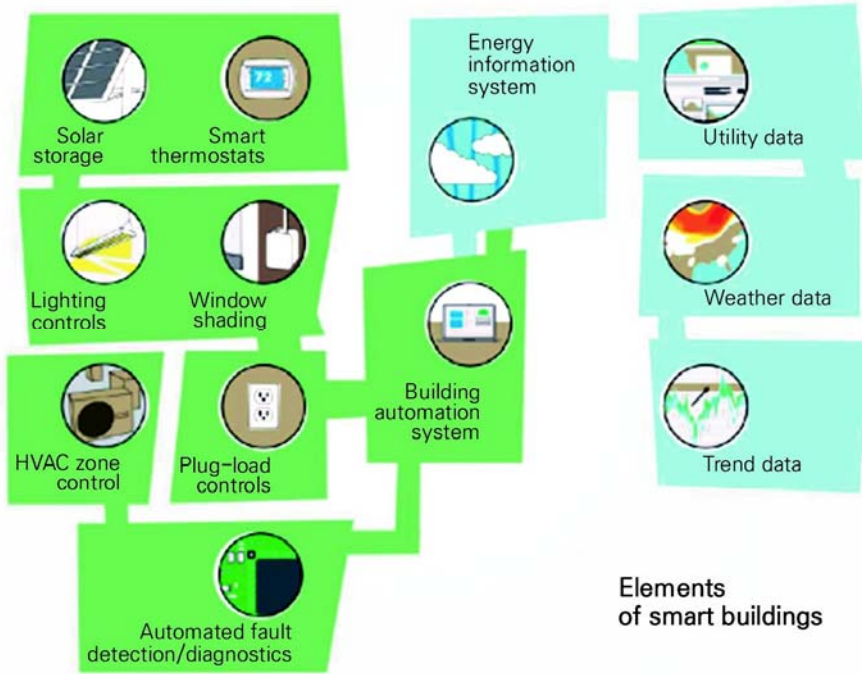 Solar
storage
Smart
thermostats
72
Energy
information
system
Utility data
Lighting
controls
Window
shading
Weather data
Building
automation
system
HVAC zone
control
Plug-load
controls
Trend data
Automated fault
detection/diagnostics
Elements
of smart buildings